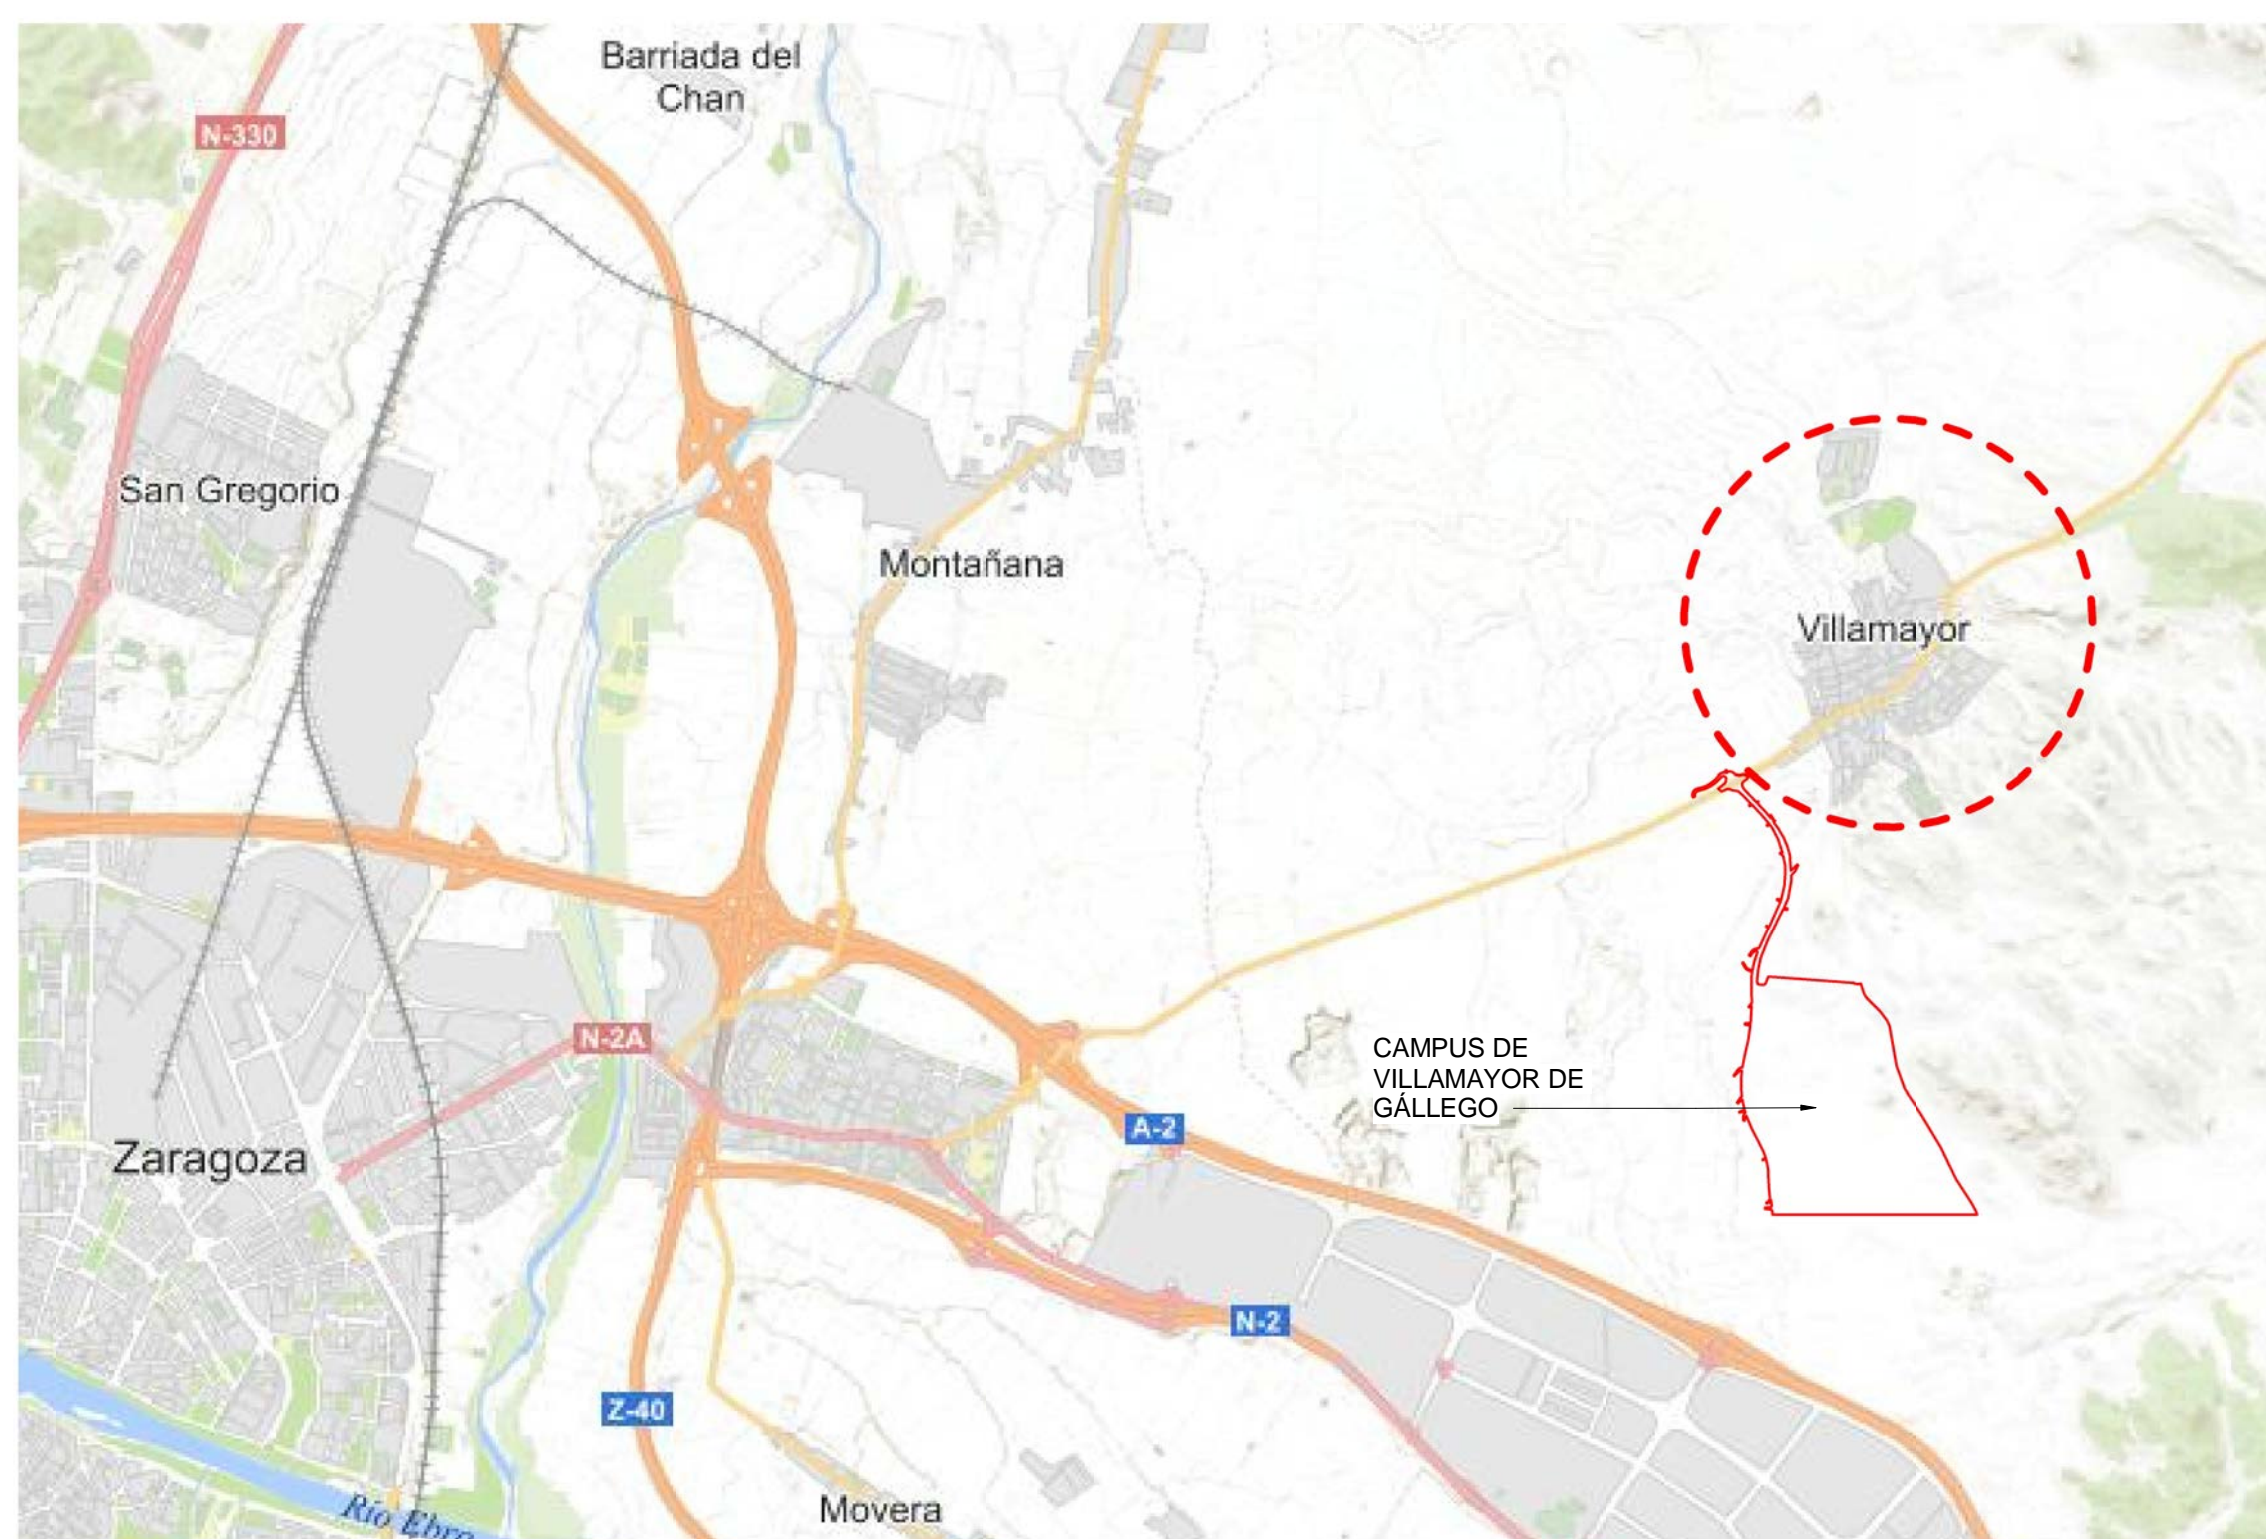 Barriada del
Chan
N-330
San Gregorio
Montañana
Villamayor
N-2A
CAMPUS DE
VILLAMAYOR DE
GÁLLEGO
A-2
Zaragoza
N-2
Z-40
Movera
Río Ebro